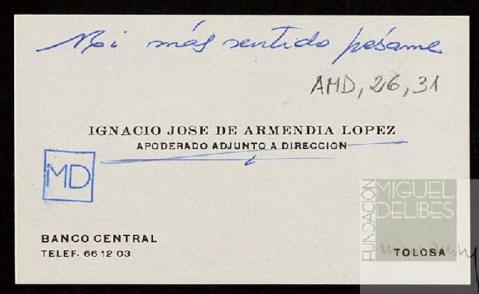 Mi más sentido pésame
AMD, 26, 31
IGNACIO JOSE DE ARMENDIA LOPEZ
APODERADO ADJUNTO A DIRECCION
MD
BANCO CENTRAL
TELEF. 66 12 03
TOLOSA
FUNDACIÓN
MIGUEL
DELIBES